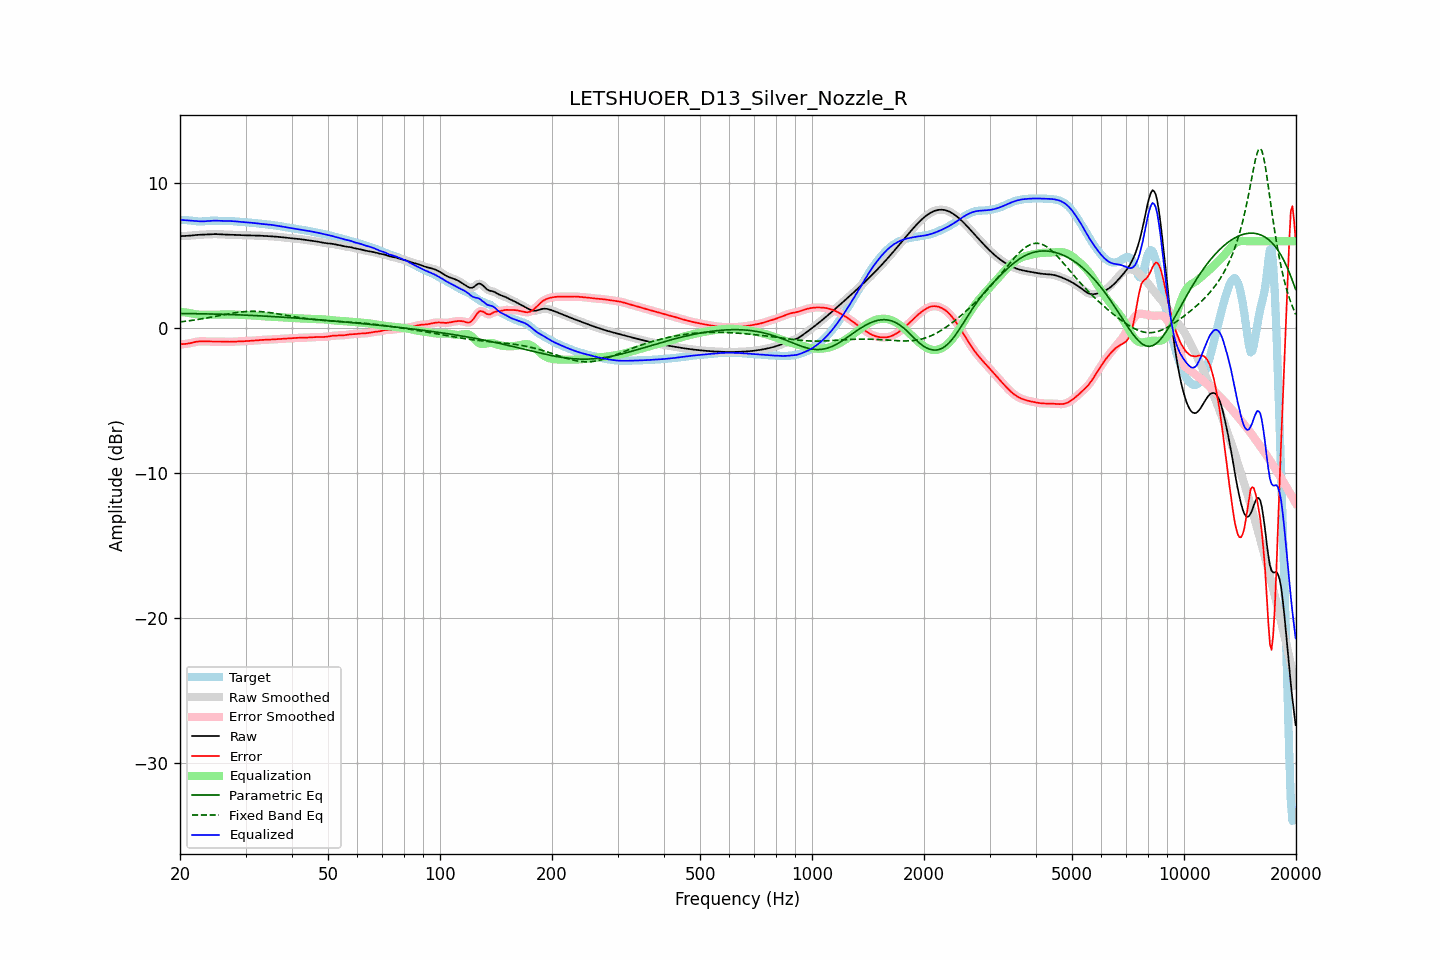 LETSHUOER_D13_Silver_Nozzle_R
Amplitude (dBr)
10
0
−10
−20
−30
Target
Raw Smoothed
Error Smoothed
Raw
Error
Equalization
Parametric Eq
Fixed Band Eq
Equalized
20 50 100 200 500 1000 2000 5000 10000 20000
Frequency (Hz)